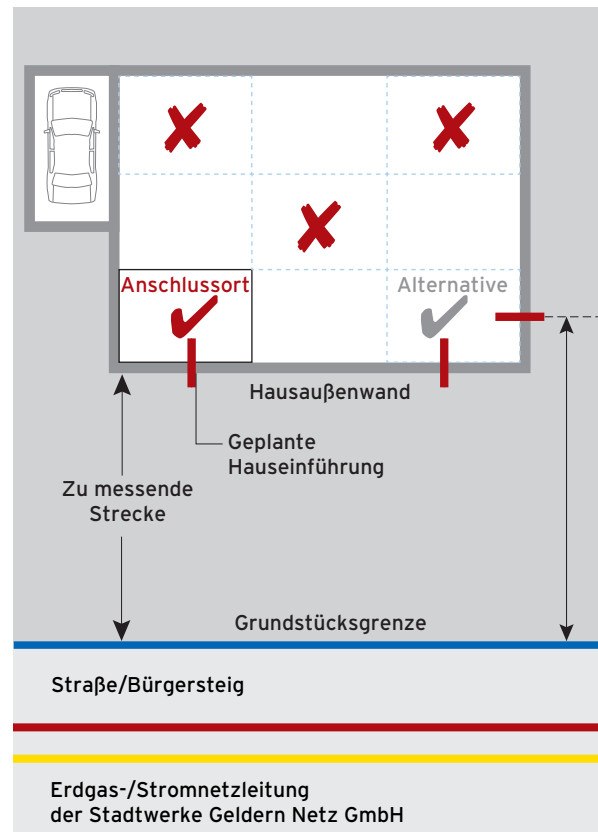 Anschlussort
Alternative
Hausaußenwand
Geplante
Hauseinführung
Zu messende
Strecke
Grundstücksgrenze
Straße/Bürgersteig
Erdgas-/Stromnetzleitung
der Stadtwerke Geldern Netz GmbH